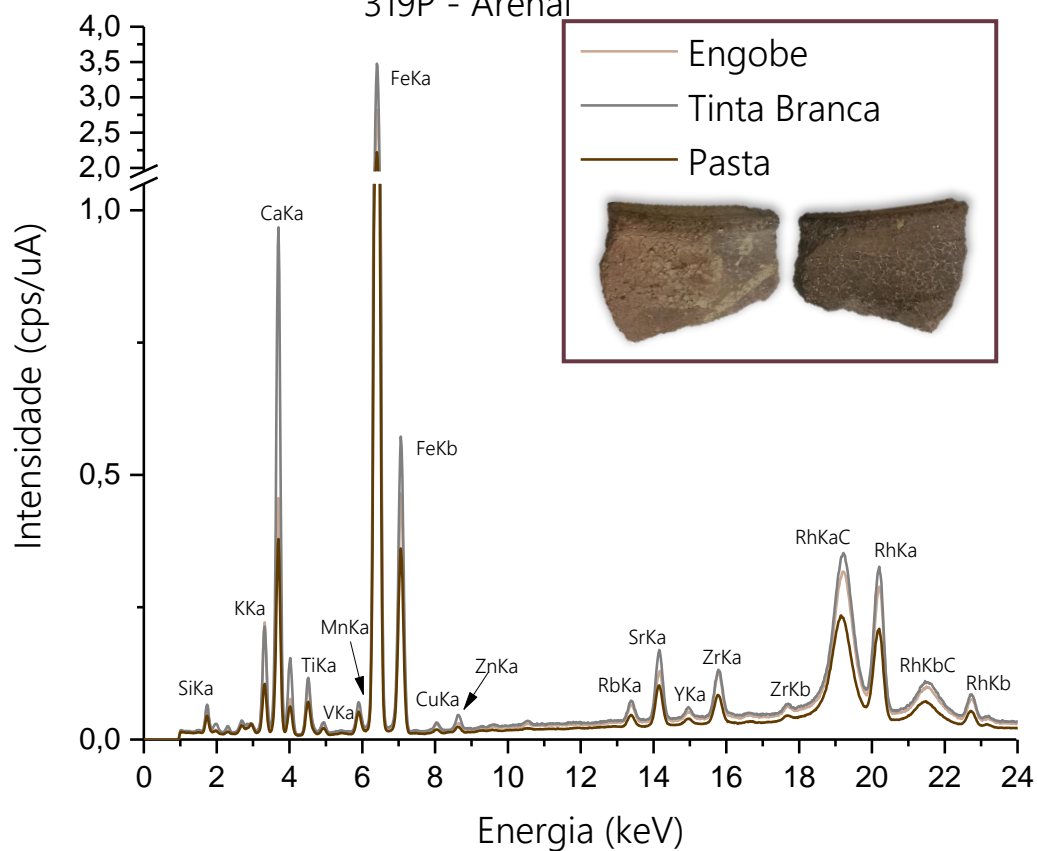 319P - Arenal
4,0
3,5
3,0
2,5
2,0
1,0
0,5
0,0
Intensidade (cps/uA)
Engobe
Tinta Branca
Pasta
FeKa
CaKa
FeKb
KKa
MnKa
TiKa
SiKa
VKa
CuKa
ZnKa
SrKa
RbKa
YKa
ZrKa
ZrKb
RhKaC
RhKa
RhKbC
RhKb
0 2 4 6 8 10 12 14 16 18 20 22 24
Energia (keV)